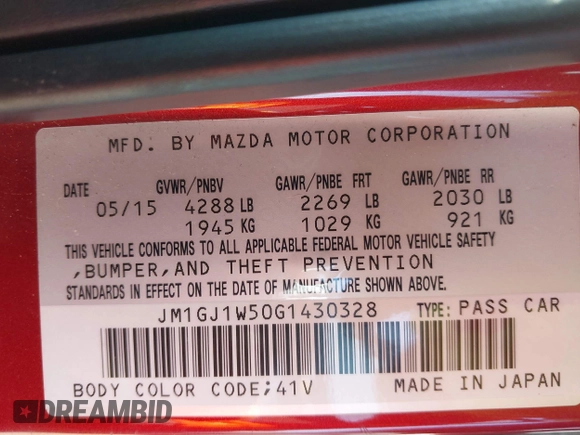 MFD. BY MAZDA MOTOR CORPORATION
DATE GVWR/PNBV GAWR/PNBE FRT GAWR/PNBE RR
05/15 4288 LB 2269 LB 2030 LB
1945 KG 1029 KG 921 KG
THIS VEHICLE CONFORMS TO ALL APPLICABLE FEDERAL MOTOR VEHICLE SAFETY
,BUMPER,AND THEFT PREVENTION
STANDARDS IN EFFECT ON THE DATE OF MANUFACTURE SHOWN ABOVE.
JM1GJ1W50G1430328 TYPE: PASS CAR
BODY COLOR CODE;41V MADE IN JAPAN
DREAMBID